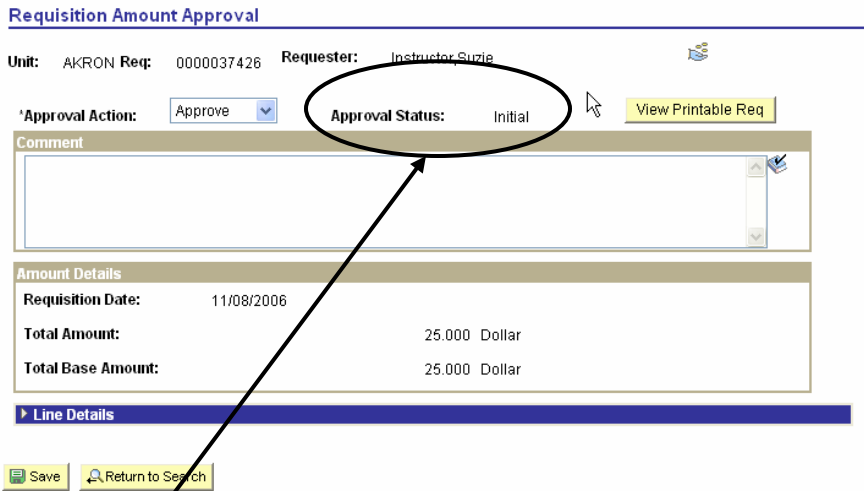 Requisition Amount Approval
Unit: AKRON Req: 0000037426 Requester: Instructor,Suzie
*Approval Action: Approve Approval Status: Initial View Printable Req
Comment
Amount Details
Requisition Date: 11/08/2006
Total Amount: 25.000 Dollar
Total Base Amount: 25.000 Dollar
Line Details
Save Return to Search